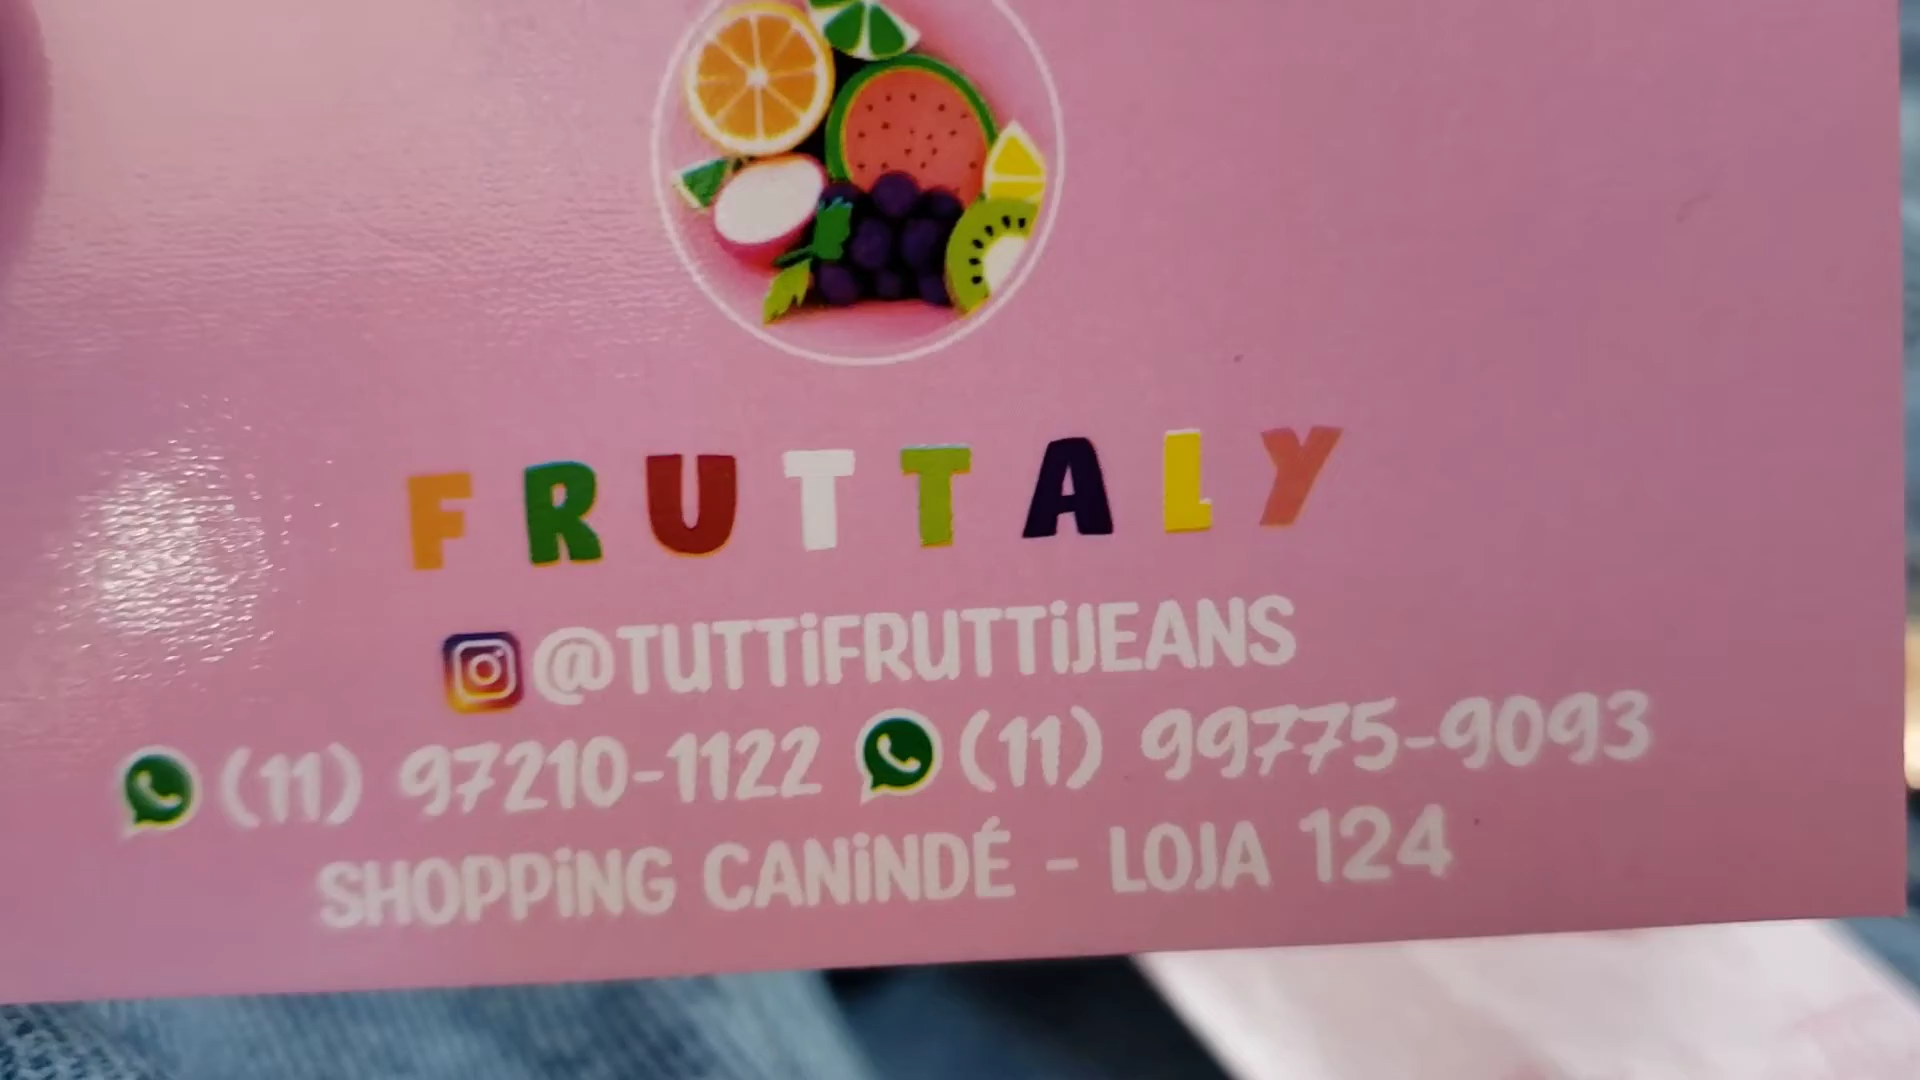 FRUTTALY
@TUTTiFRUTTiJEANS
(11) 97210-1122 (11) 99775-9093
SHOPPiNG CANiNDÉ - LOJA 124